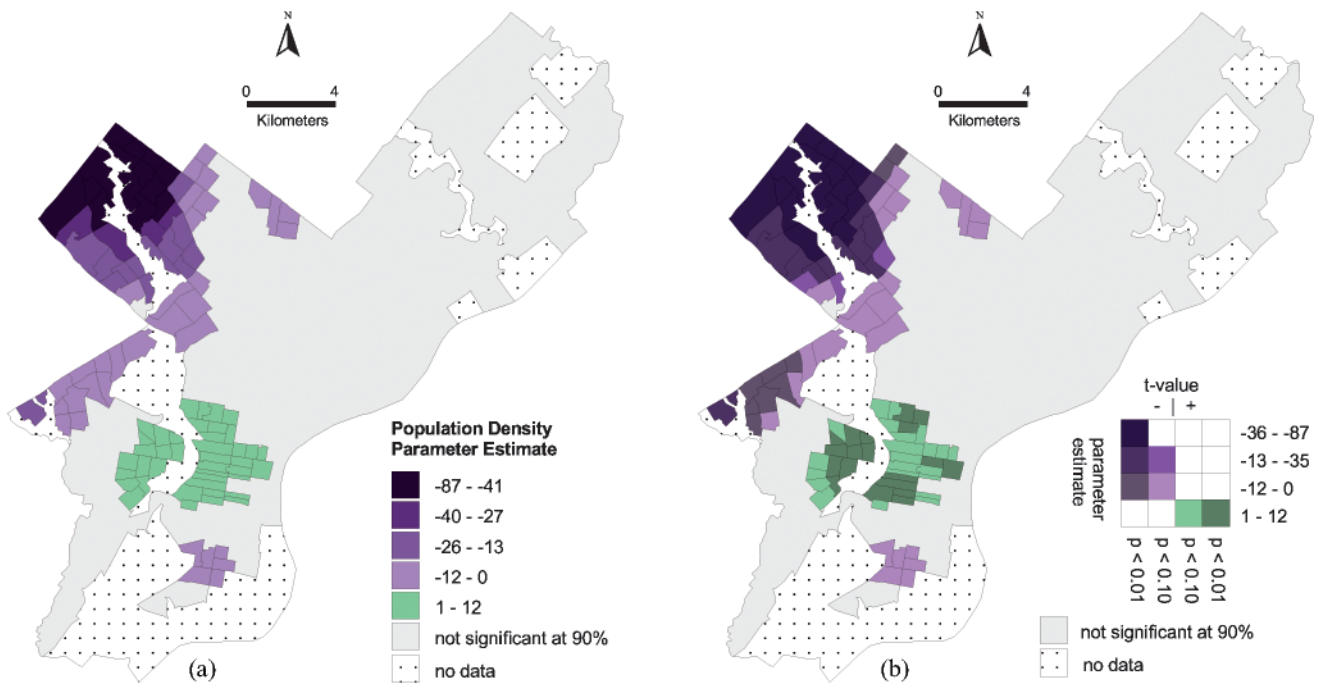 N
0 4
Kilometers
Population Density
Parameter Estimate
-87 - -41
-40 - -27
-26 - -13
-12 - 0
1 - 12
not significant at 90%
no data
(a)
N
0 4
Kilometers
t-value
- | +
parameter
estimate
-36 - -87
-13 - -35
-12 - 0
1 - 12
p < 0.01
p < 0.10
p < 0.10
p < 0.01
not significant at 90%
no data
(b)